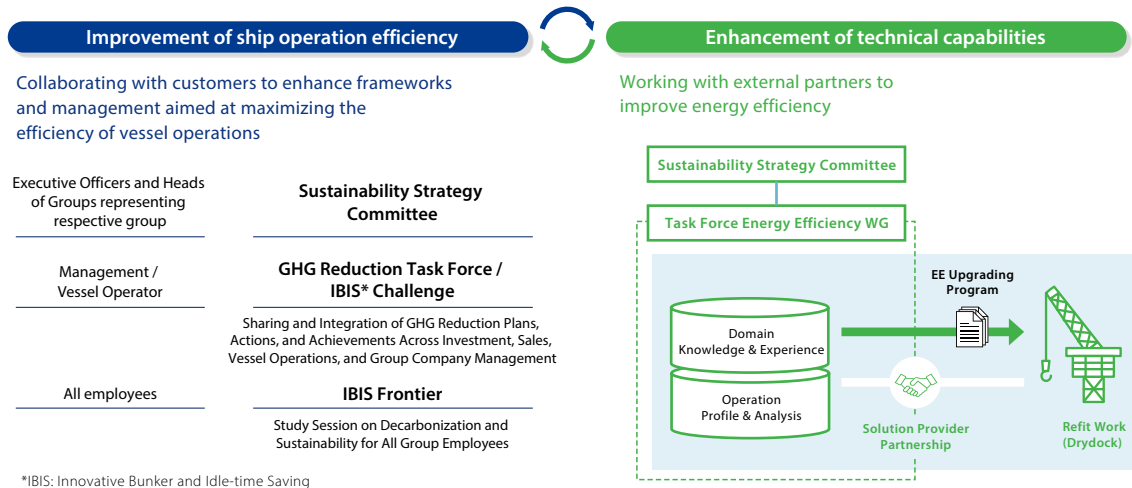 Improvement of ship operation efficiency
Collaborating with customers to enhance frameworks
and management aimed at maximizing the
efficiency of vessel operations
Executive Officers and Heads
of Groups representing
respective group
Sustainability Strategy
Committee
Management /
Vessel Operator
GHG Reduction Task Force /
IBIS* Challenge
Sharing and Integration of GHG Reduction Plans,
Actions, and Achievements Across Investment, Sales,
Vessel Operations, and Group Company Management
All employees
IBIS Frontier
Study Session on Decarbonization and
Sustainability for All Group Employees
*IBIS: Innovative Bunker and Idle-time Saving
Enhancement of technical capabilities
Working with external partners to
improve energy efficiency
Sustainability Strategy Committee
Task Force Energy Efficiency WG
EE Upgrading
Program
Domain
Knowledge & Experience
Operation
Profile & Analysis
Solution Provider
Partnership
Refit Work
(Drydock)